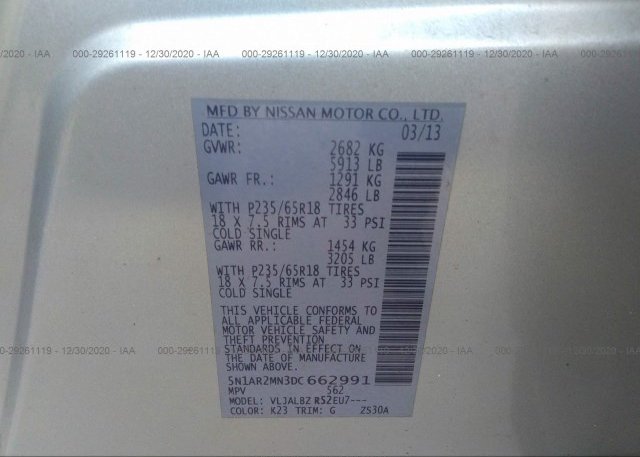 000-29261119 - 12/30/2020 - IAA
MFD BY NISSAN MOTOR CO., LTD.
DATE: 03/13
GVWR: 2682 KG
5913 LB
GAWR FR.: 1291 KG
2846 LB
WITH P235/65R18 TIRES
18 X 7.5 RIMS AT 33 PSI
COLD SINGLE
GAWR RR.: 1454 KG
3205 LB
WITH P235/65R18 TIRES
18 X 7.5 RIMS AT 33 PSI
COLD SINGLE
THIS VEHICLE CONFORMS TO
ALL APPLICABLE FEDERAL
MOTOR VEHICLE SAFETY AND
THEFT PREVENTION
STANDARDS IN EFFECT ON
THE DATE OF MANUFACTURE
SHOWN ABOVE.
5N1AR2MN3DC662991
MPV 562
MODEL: VLJALBZ R52EU7---
COLOR: K23 TRIM: G ZS30A